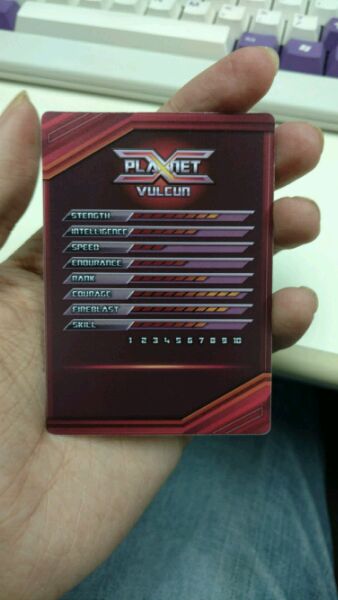 PLANET X
VULCUN
STENGTH
INTELLIGENCE
SPEED
ENDURANCE
RANK
COURAGE
FIREBLAST
SKILL
1 2 3 4 5 6 7 8 9 10